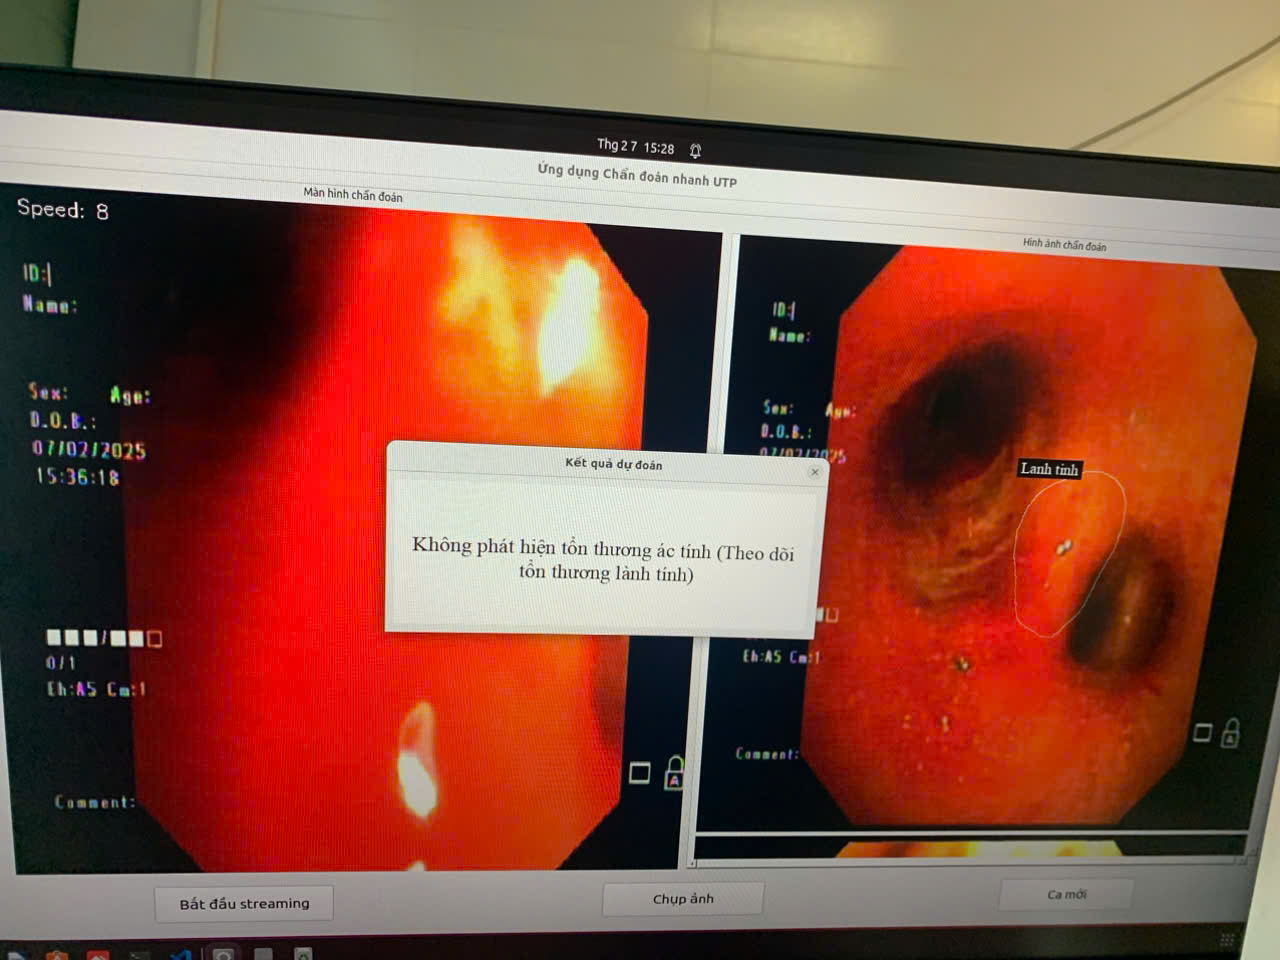 Thg 2 7 15:28
Ứng dụng Chẩn đoán nhanh UTP
Màn hình chẩn đoán
Speed: 8
ID:
Name:
Sex: Age:
D.O.B.:
07/02/2025
15:36:18
0/1
Eh:A5 Cm:1
Comment:
Hình ảnh chẩn đoán
ID:
Name:
Sex: Age:
D.O.B.:
07/02/2025
Lanh tinh
Eh:A5 Cm:1
Comment:
Kết quả dự đoán
Không phát hiện tổn thương ác tính (Theo dõi
tổn thương lành tính)
Bắt đầu streaming
Chụp ảnh
Ca mới